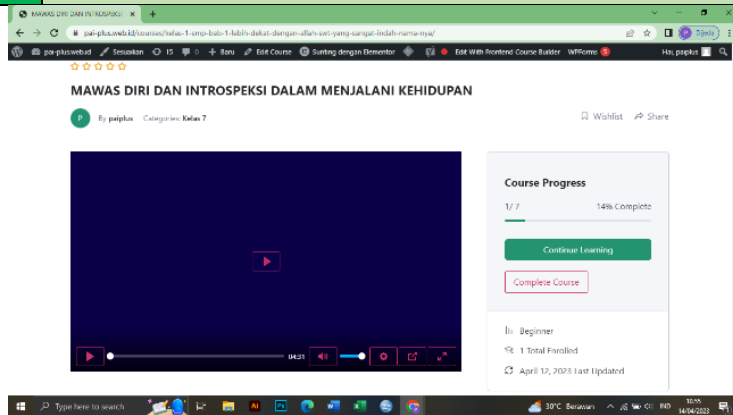 MAWAS DIRI DAN INTROSPEKSI
pai-plus.web.id/courses/kelas-1-smp-bab-1-lebih-dekat-dengan-allah-swt-yang-sangat-indah-nama-nya/
Dijeda
pai-plus.web.id Sesuaikan 15 0 + Baru Edit Course Sunting dengan Elementor Edit With Frontend Course Builder WPForms Hai, paiplus
MAWAS DIRI DAN INTROSPEKSI DALAM MENJALANI KEHIDUPAN
P By paiplus Categories: Kelas 7
Wishlist Share
Course Progress
1/ 7 14% Complete
Continue Learning
Complete Course
04:31
Beginner
1 Total Enrolled
April 12, 2023 Last Updated
Type here to search
30°C Berawan
IND
10:55
14/04/2023